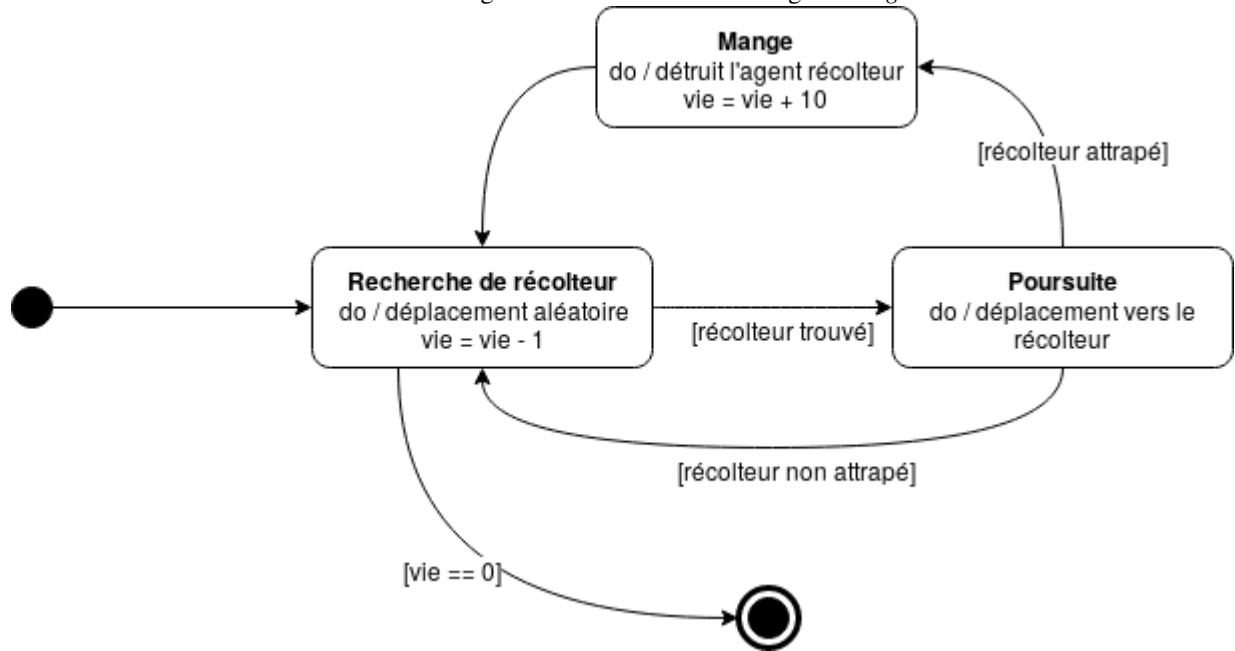 Mange
do / détruit l'agent récolteur
vie = vie + 10
[récolteur attrapé]
Recherche de récolteur
do / déplacement aléatoire
vie = vie - 1
[récolteur trouvé]
Poursuite
do / déplacement vers le
récolteur
[récolteur non attrapé]
[vie == 0]